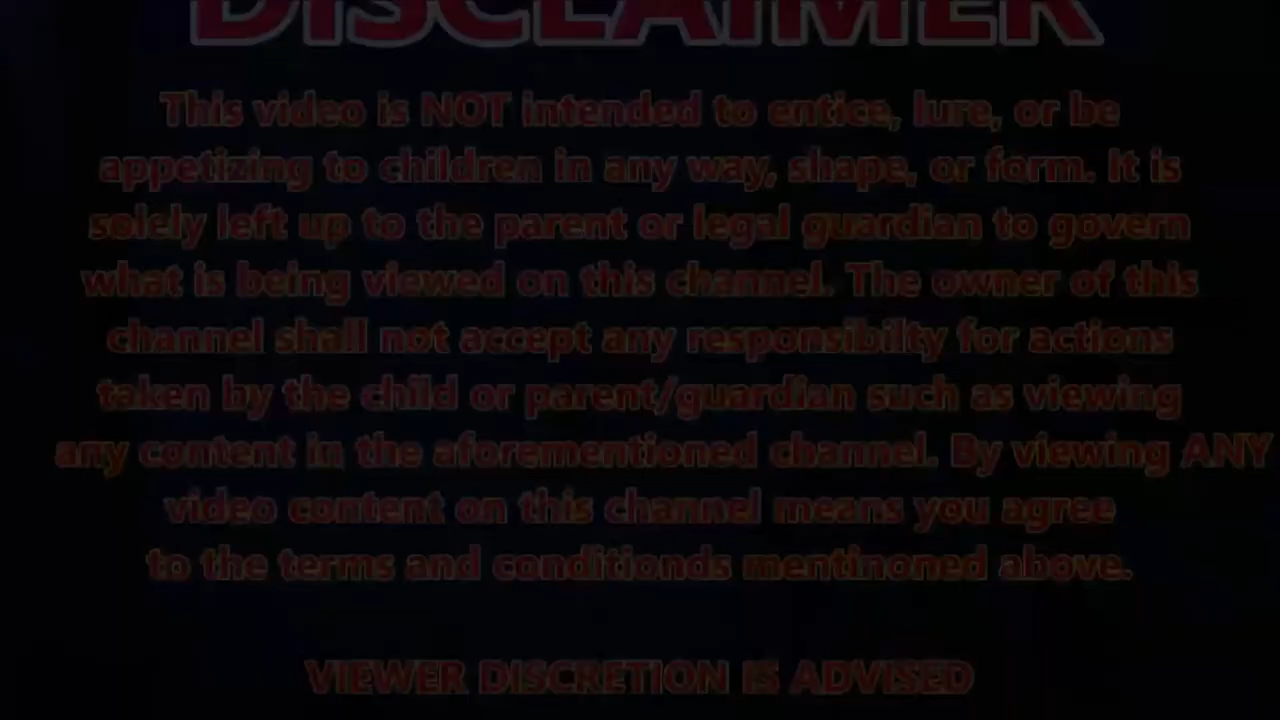 DISCLAIMER
This video is NOT intended to entice, lure, or be
appetizing to children in any way, shape, or form. It is
solely left up to the parent or legal guardian to govern
what is being viewed on this channel. The owner of this
channel shall not accept any responsibilty for actions
taken by the child or parent/guardian such as viewing
any content in the aforementioned channel. By viewing ANY
video content on this channel means you agree
to the terms and conditionds mentinoned above.
VIEWER DISCRETION IS ADVISED